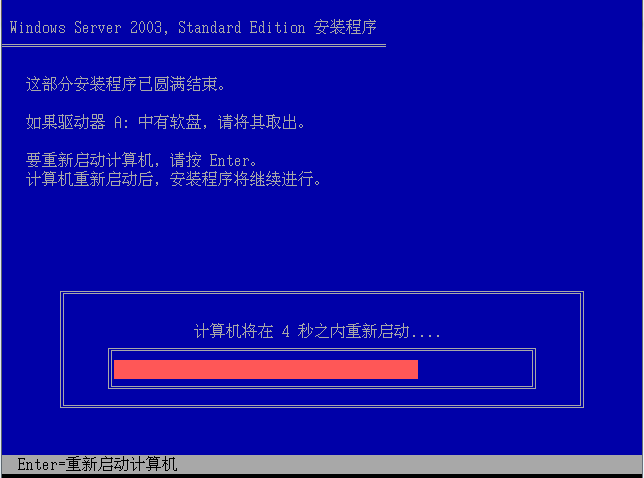 Windows Server 2003, Standard Edition 安装程序
这部分安装程序已圆满结束。
如果驱动器 A: 中有软盘，请将其取出。
要重新启动计算机，请按 Enter。
计算机重新启动后，安装程序将继续进行。
计算机将在 4 秒之内重新启动....
Enter=重新启动计算机